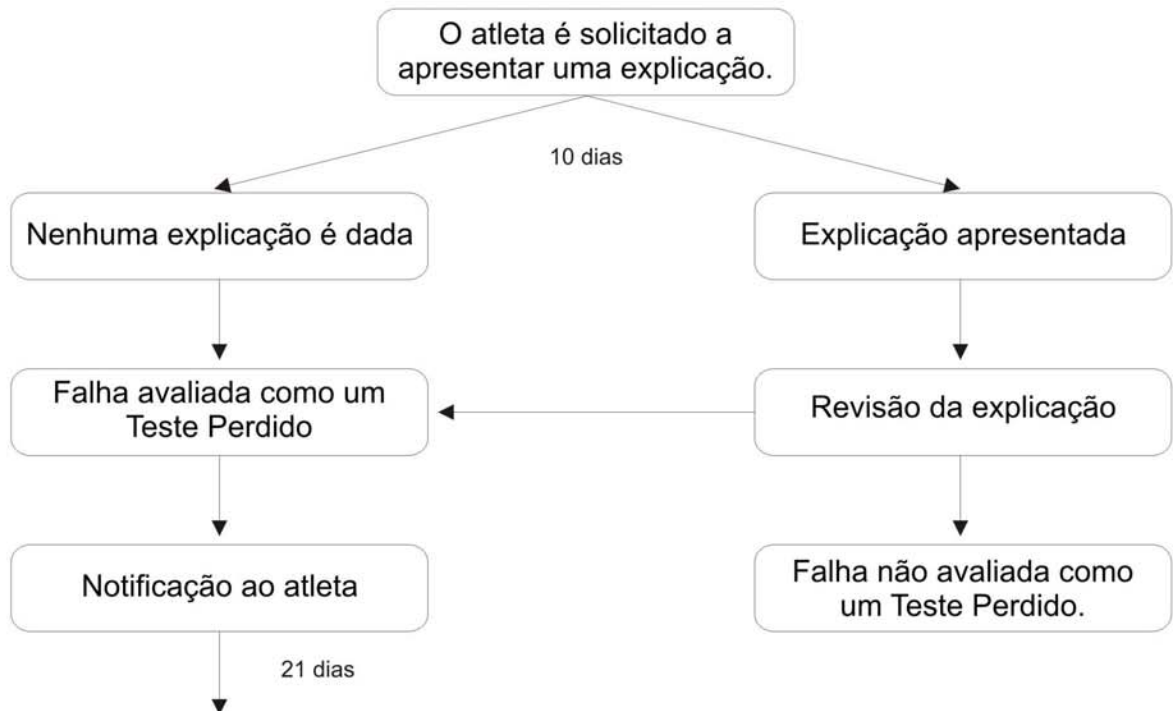 O atleta é solicitado a
apresentar uma explicação.
10 dias
Nenhuma explicação é dada
Explicação apresentada
Falha avaliada como um
Teste Perdido
Revisão da explicação
Notificação ao atleta
Falha não avaliada como
um Teste Perdido.
21 dias